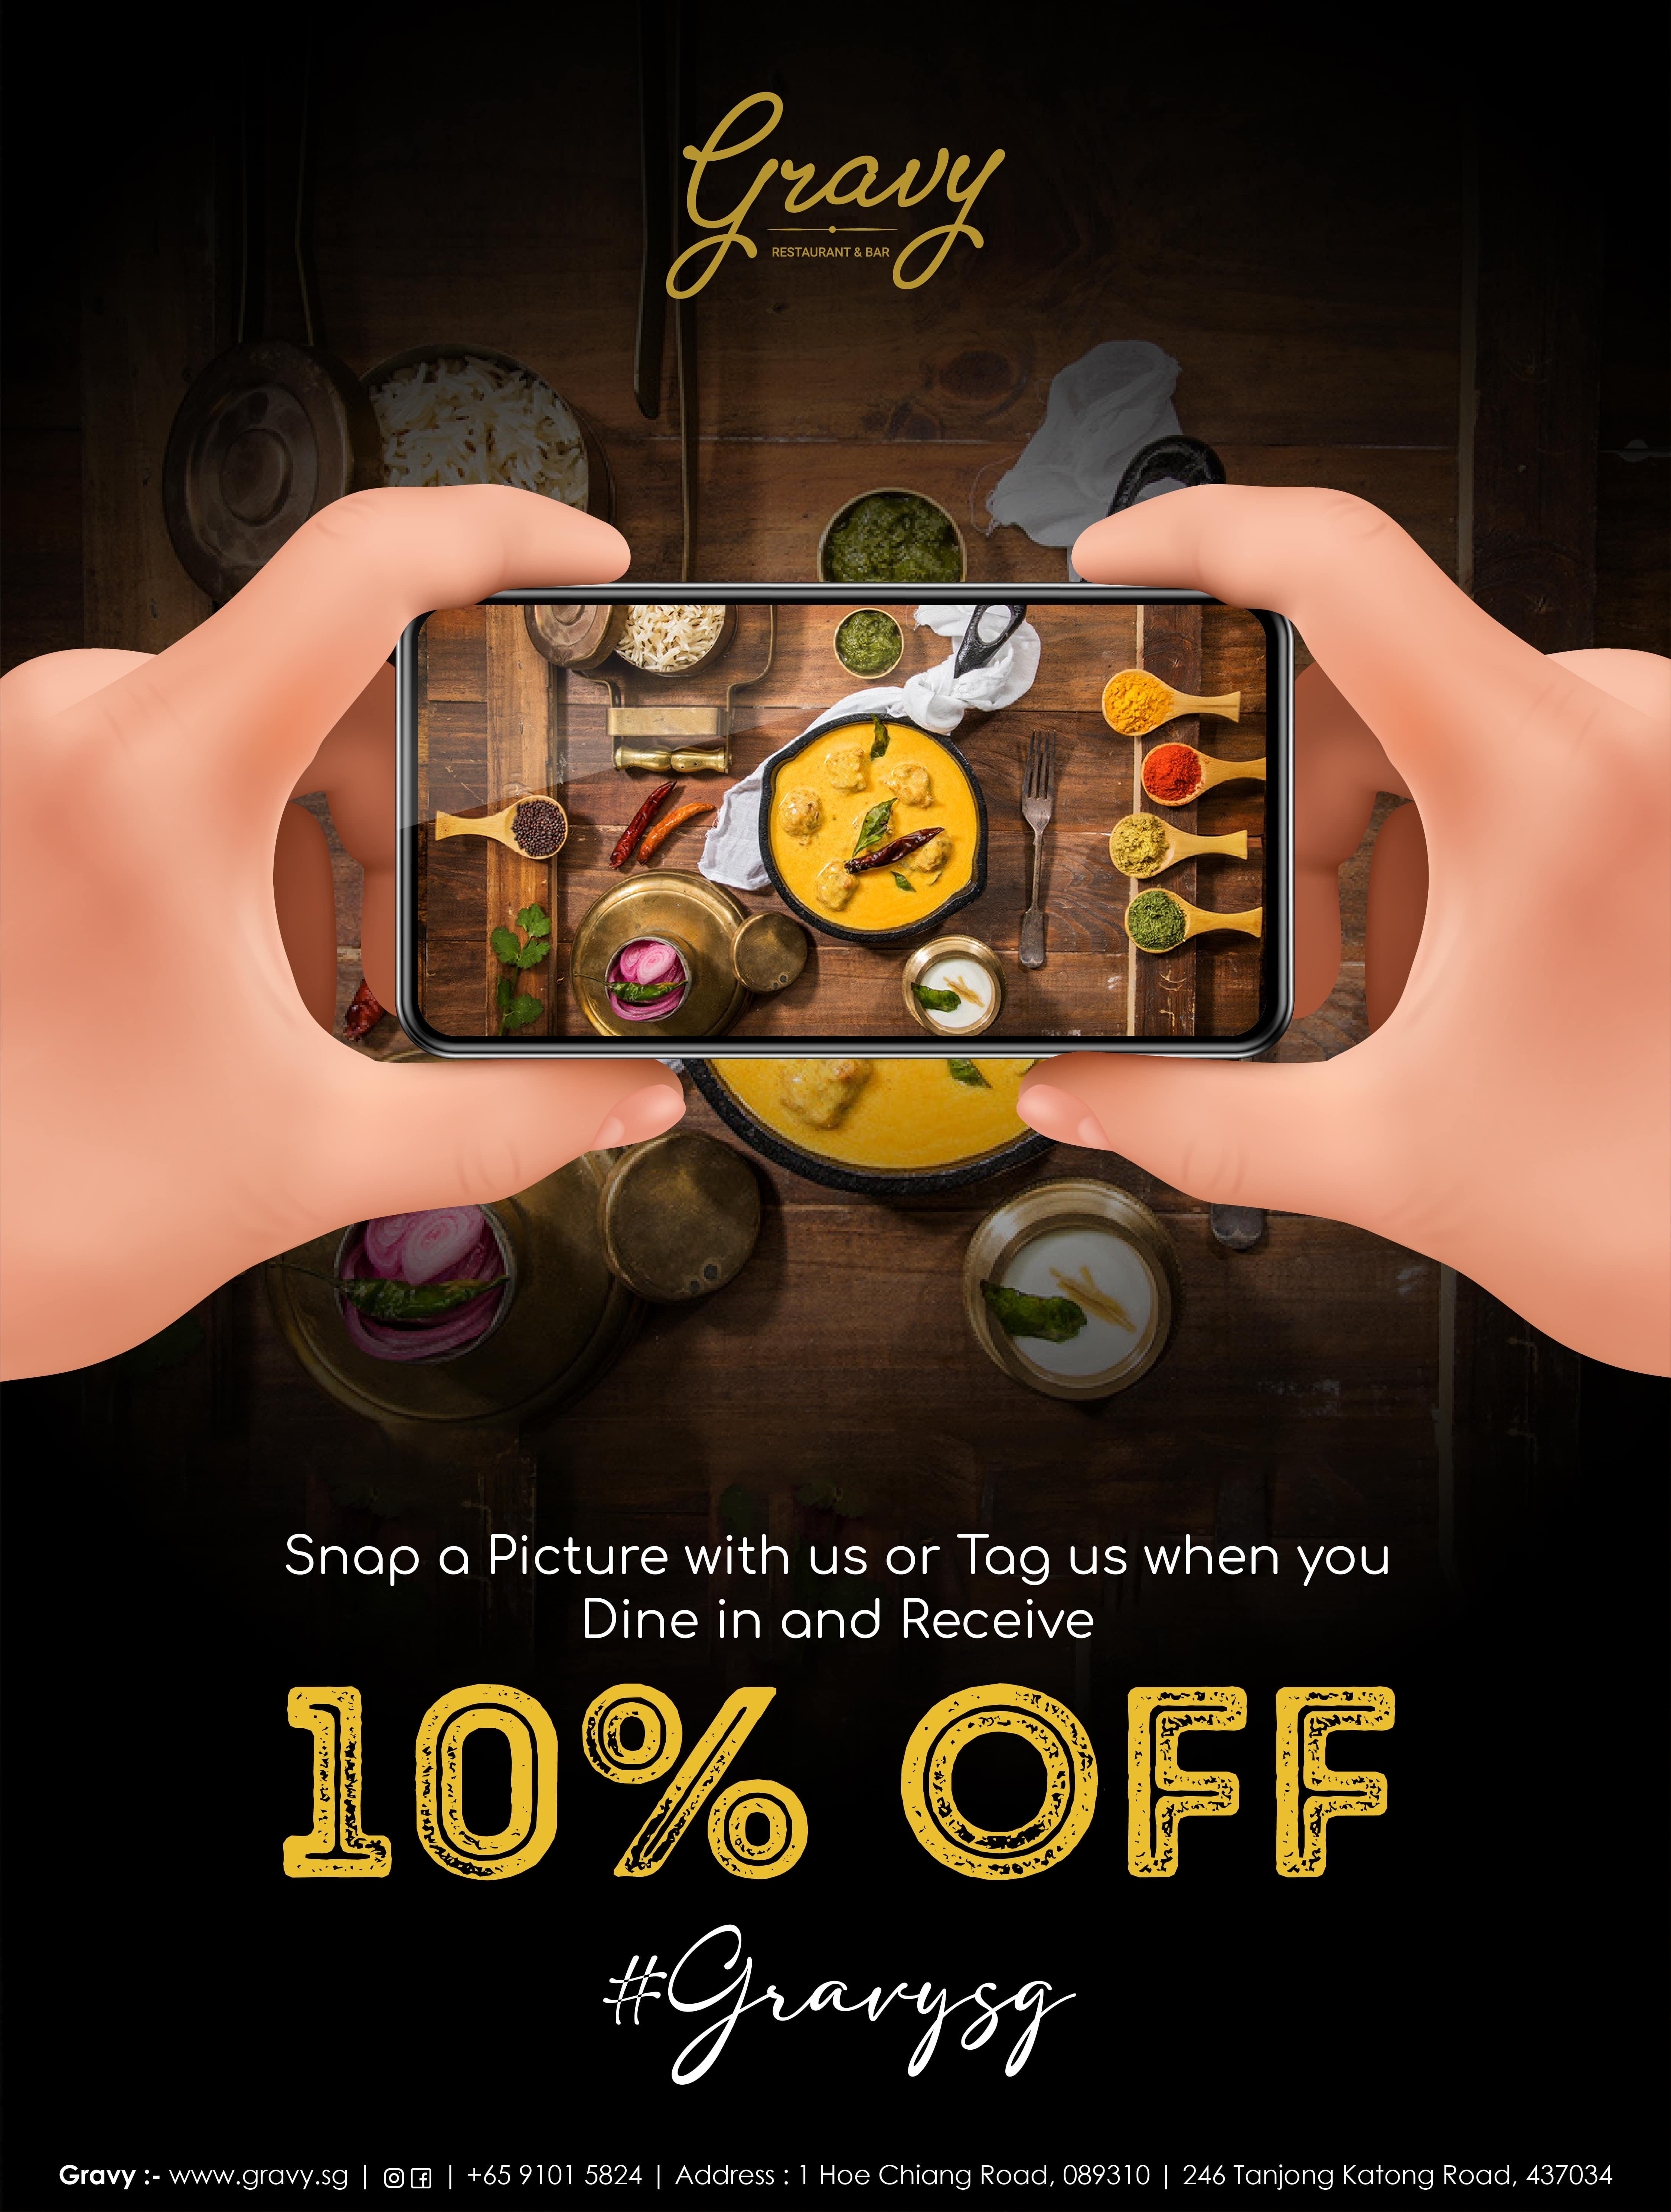 Gravy
RESTAURANT & BAR
Snap a Picture with us or Tag us when you
Dine in and Receive
10% OFF
#Gravysg
Gravy :- www.gravy.sg | | +65 9101 5824 | Address : 1 Hoe Chiang Road, 089310 | 246 Tanjong Katong Road, 437034